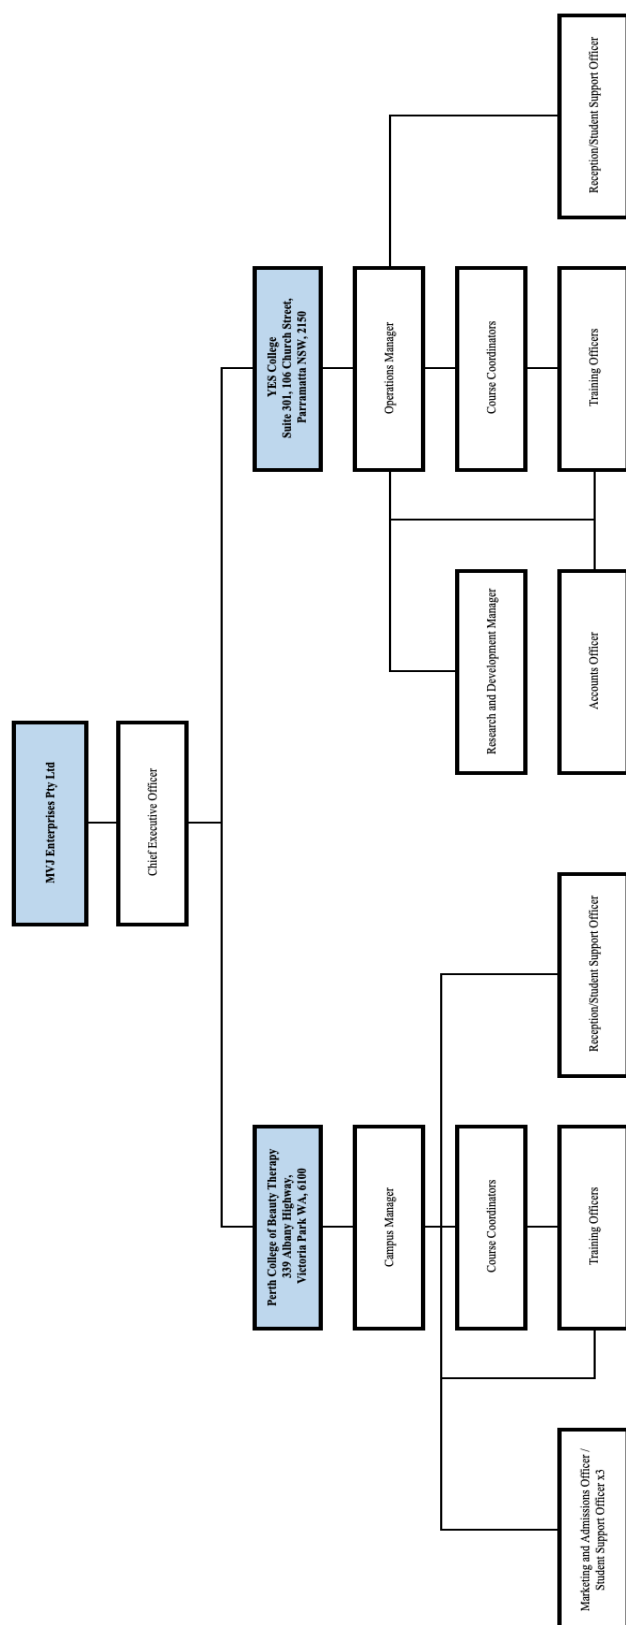 MVJ Enterprises Pty Ltd
Chief Executive Officer
Perth College of Beauty Therapy
339 Albany Highway,
Victoria Park WA, 6100
YES College
Suite 301, 106 Church Street,
Parramatta NSW, 2150
Campus Manager
Operations Manager
Course Coordinators
Research and Development Manager
Course Coordinators
Marketing and Admissions Officer /
Student Support Officer x3
Training Officers
Reception/Student Support Officer
Accounts Officer
Training Officers
Reception/Student Support Officer